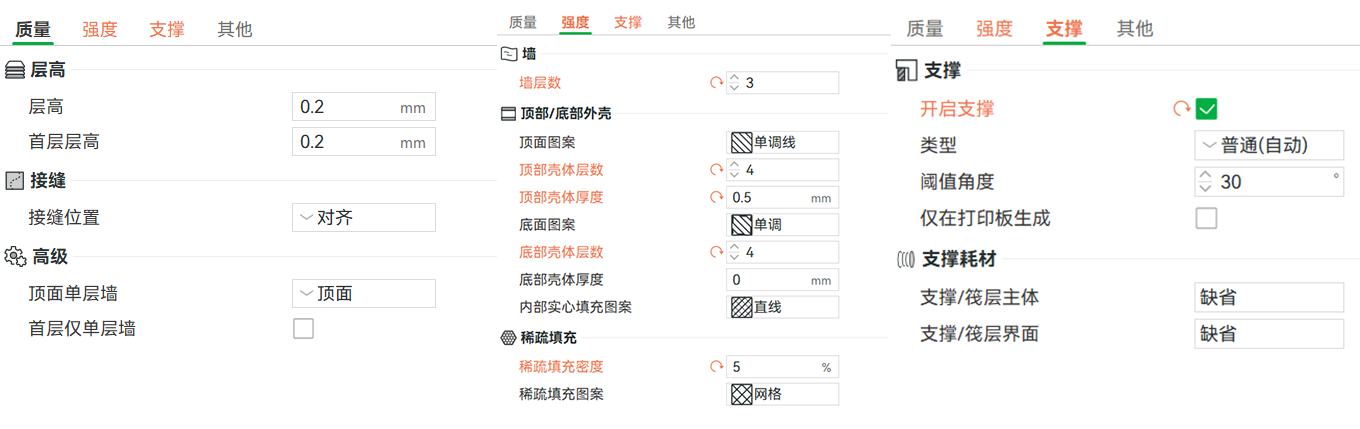 质量 强度 支撑 其他
层高
层高 0.2 mm
首层层高 0.2 mm
接缝
接缝位置 对齐
高级
顶面单层墙 顶面
首层仅单层墙
质量 强度 支撑 其他
墙
墙层数 3
顶部/底部外壳
顶面图案 单调线
顶部壳体层数 4
顶部壳体厚度 0.5 mm
底面图案 单调
底部壳体层数 4
底部壳体厚度 0 mm
内部实心填充图案 直线
稀疏填充
稀疏填充密度 5 %
稀疏填充图案 网格
质量 强度 支撑 其他
支撑
开启支撑
类型 普通(自动)
阈值角度 30 °
仅在打印板生成
支撑耗材
支撑/筏层主体 缺省
支撑/筏层界面 缺省